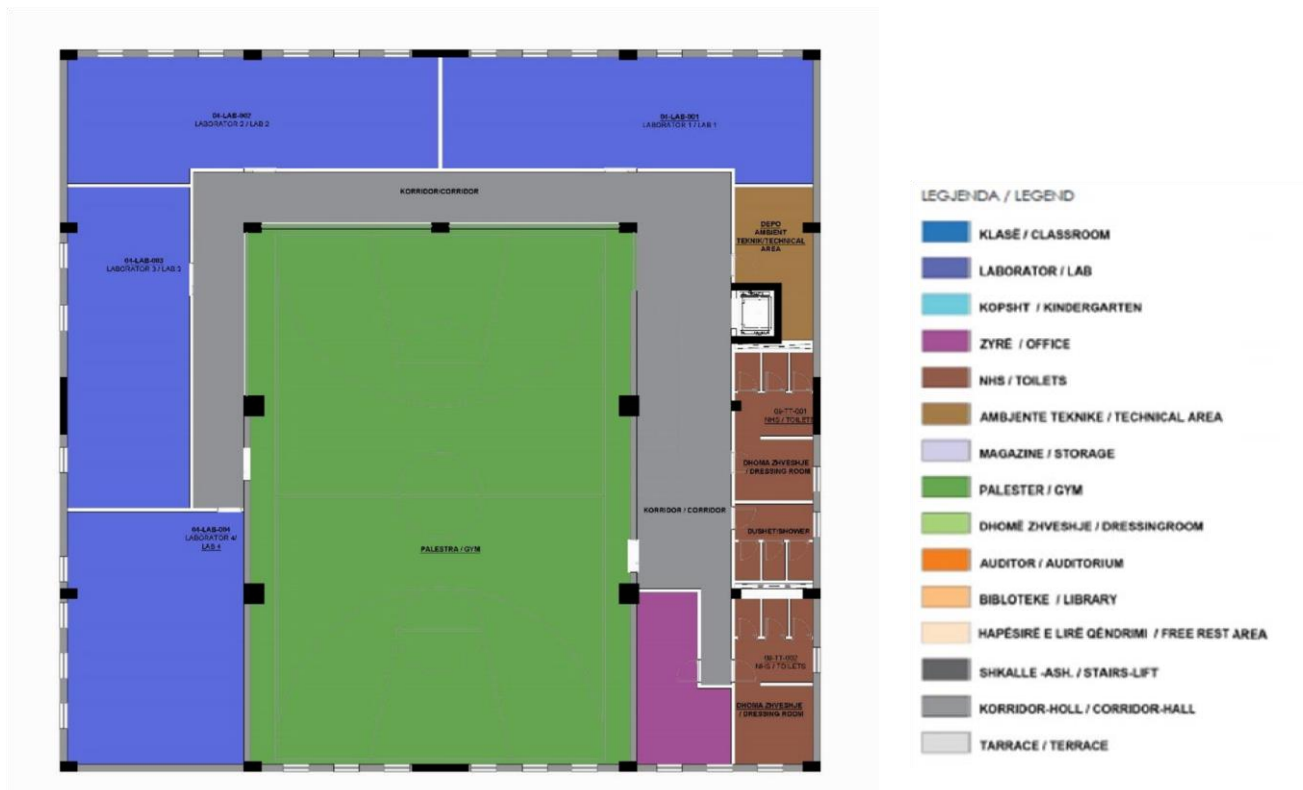 04-LAB-002
LABORATOR 2 / LAB 2
04-LAB-001
LABORATOR 1 / LAB 1
KORRIDOR/CORRIDOR
DEPO
AMBIENT
TEKNIK/TECHNICAL
AREA
04-LAB-003
LABORATOR 3 / LAB 3
NHS / TOILETS
DHOMA ZHVESHJE
/ DRESSING ROOM
KORRIDOR / CORRIDOR
DUSHET/SHOWER
04-LAB-004
LABORATOR 4/
LAB 4
PALESTRA / GYM
NHS / TOILETS
DHOMA ZHVESHJE
/ DRESSING ROOM
LEGJENDA / LEGEND
KLASË / CLASSROOM
LABORATOR / LAB
KOPSHT / KINDERGARTEN
ZYRË / OFFICE
NHS / TOILETS
AMBJENTE TEKNIKE / TECHNICAL AREA
MAGAZINE / STORAGE
PALESTER / GYM
DHOMË ZHVESHJE / DRESSINGROOM
AUDITOR / AUDITORIUM
BIBLOTEKE / LIBRARY
HAPËSIRË E LIRË QËNDRIMI / FREE REST AREA
SHKALLE -ASH. / STAIRS-LIFT
KORRIDOR-HOLL / CORRIDOR-HALL
TARRACE / TERRACE